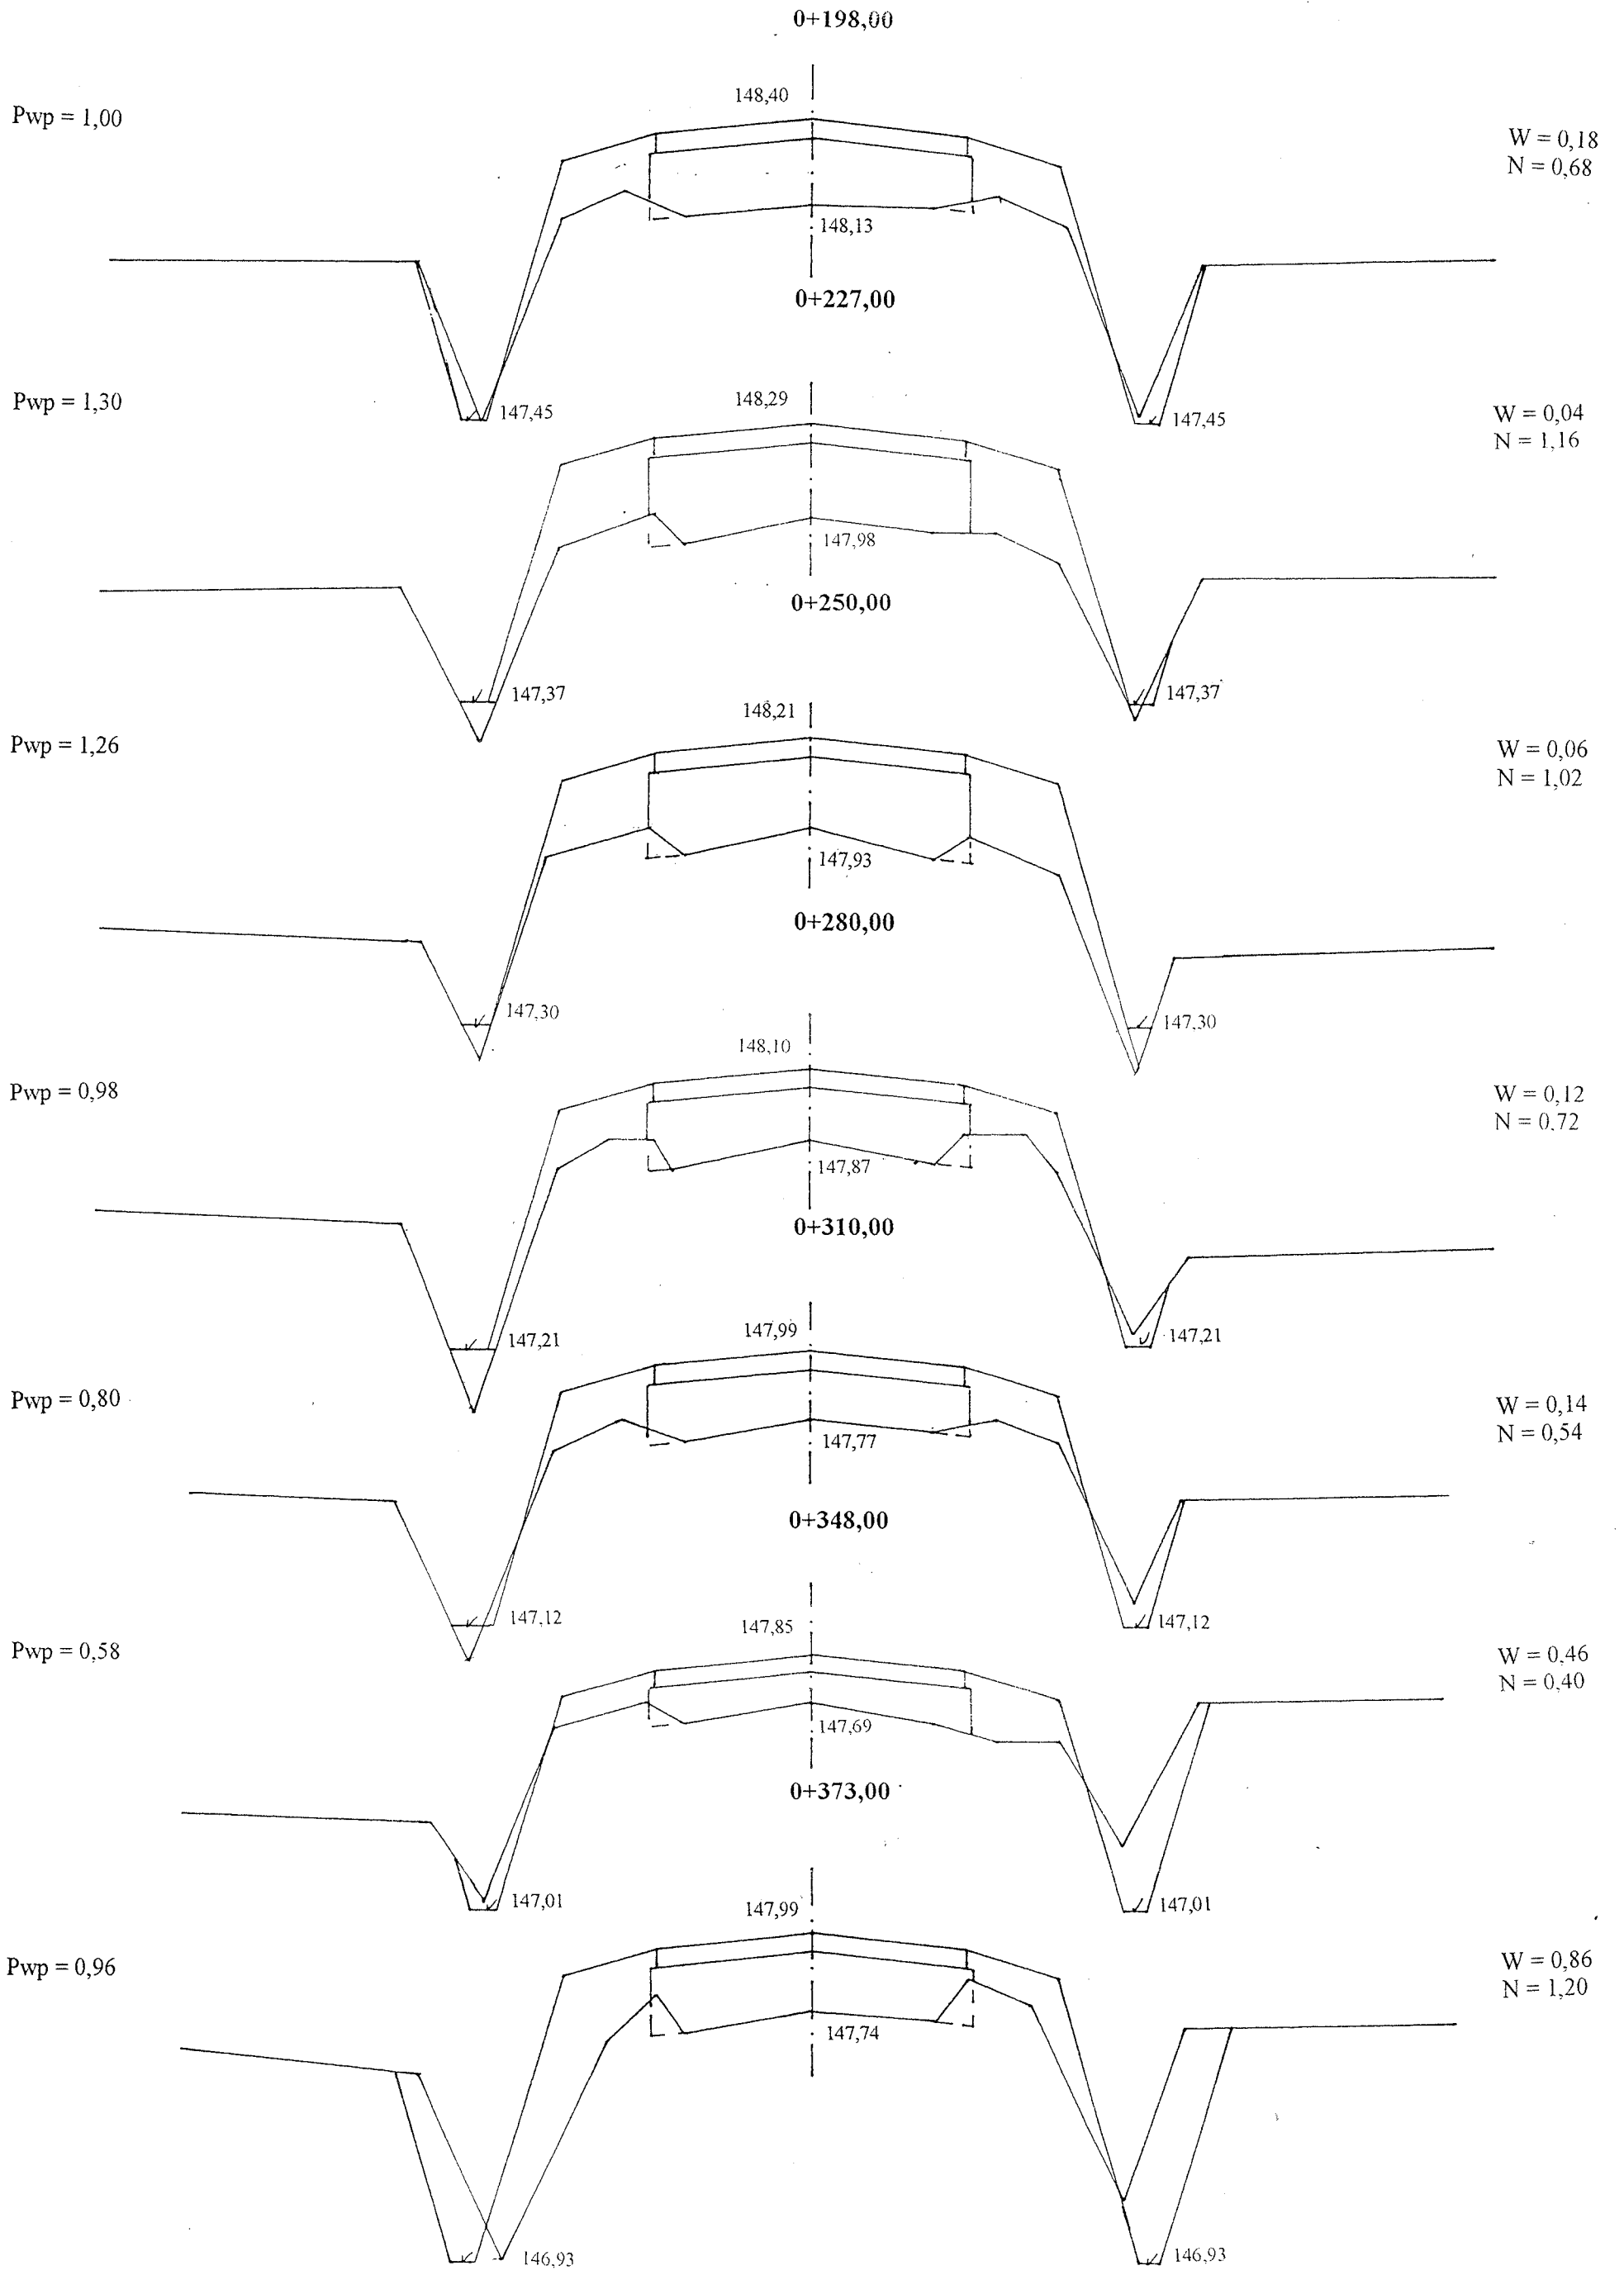 0+198,00
148,40
Pwp = 1,00
W = 0,18
N = 0,68
148,13
0+227,00
148,29
Pwp = 1,30
147,45
147,45
W = 0,04
N = 1,16
147,98
0+250,00
147,37
147,37
148,21
Pwp = 1,26
W = 0,06
N = 1,02
147,93
0+280,00
147,30
147,30
148,10
Pwp = 0,98
W = 0,12
N = 0,72
147,87
0+310,00
147,21
147,21
147,99
Pwp = 0,80
W = 0,14
N = 0,54
147,77
0+348,00
147,12
147,12
147,85
Pwp = 0,58
W = 0,46
N = 0,40
147,69
0+373,00
147,01
147,01
147,99
Pwp = 0,96
W = 0,86
N = 1,20
147,74
146,93
146,93